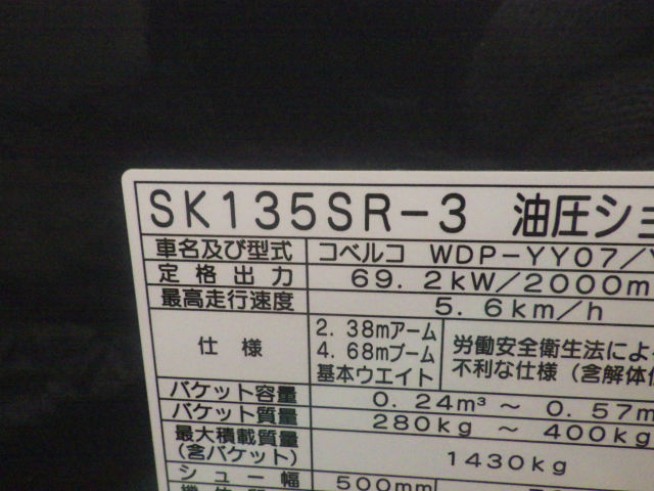 SK135SR-3 油圧ショ
車名及び型式 コベルコ WDP-YY07/Y
定格出力 69.2kW/2000m
最高走行速度 5.6km/h
仕様 2.38mアーム
4.68mブーム
基本ウエイト
労働安全衛生法によ
不利な仕様(含解体
バケット容量 0.24m³ ～ 0.57m
バケット質量 280kg ～ 400kg
最大積載質量
(含バケット) 1430kg
シュー幅 500mm